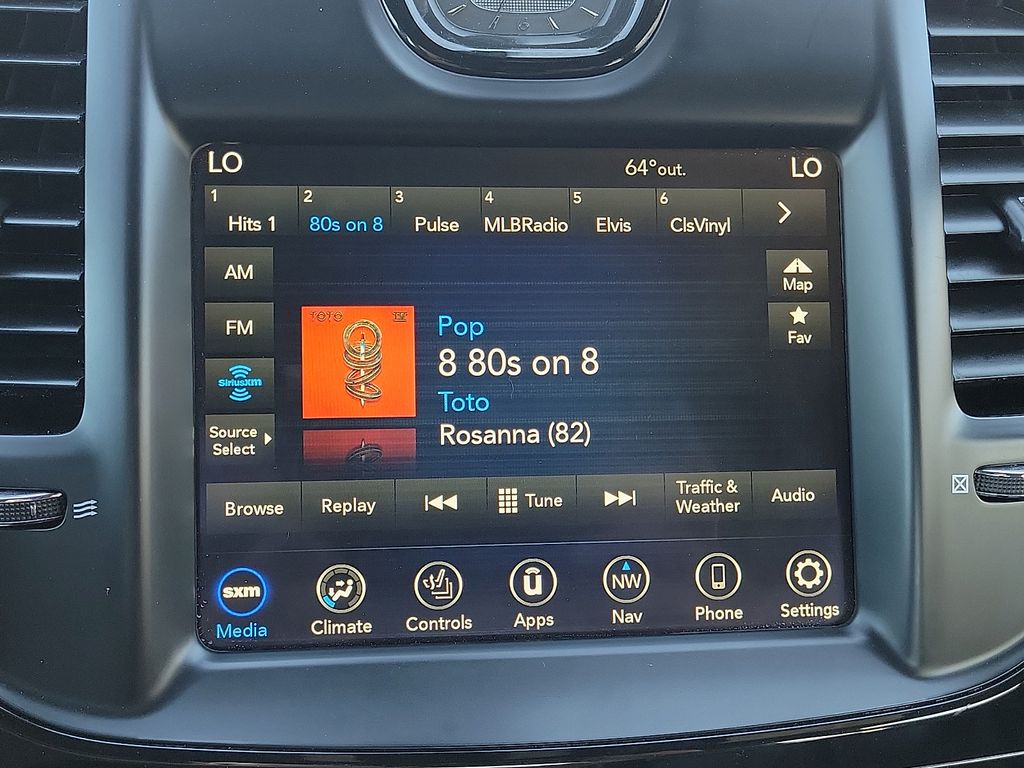 LO
64° out.
LO
1 Hits 1
2 80s on 8
3 Pulse
4 MLBRadio
5 Elvis
6 ClsVinyl
AM
Map
FM
Fav
SiriusXM
Source
Select
TOTO IV
Pop
8 80s on 8
Toto
Rosanna (82)
Browse
Replay
Tune
Traffic &
Weather
Audio
sxm
Media
Climate
Controls
u
Apps
NW
Nav
Phone
Settings